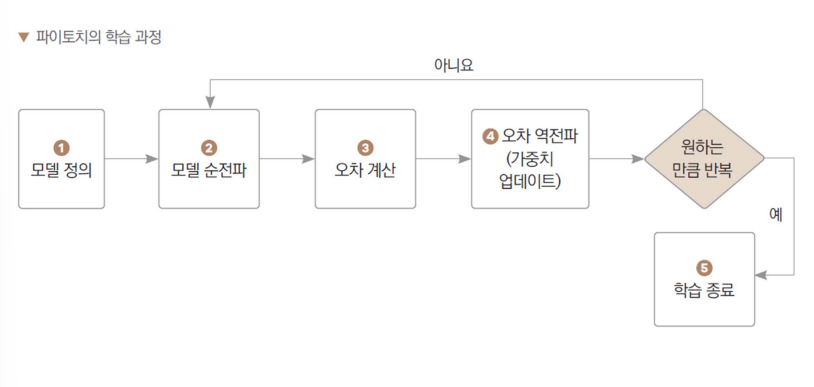 ▼ 파이토치의 학습 과정
아니요
1
모델 정의
2
모델 순전파
3
오차 계산
4 오차 역전파
(가중치
업데이트)
원하는
만큼 반복
예
5
학습 종료